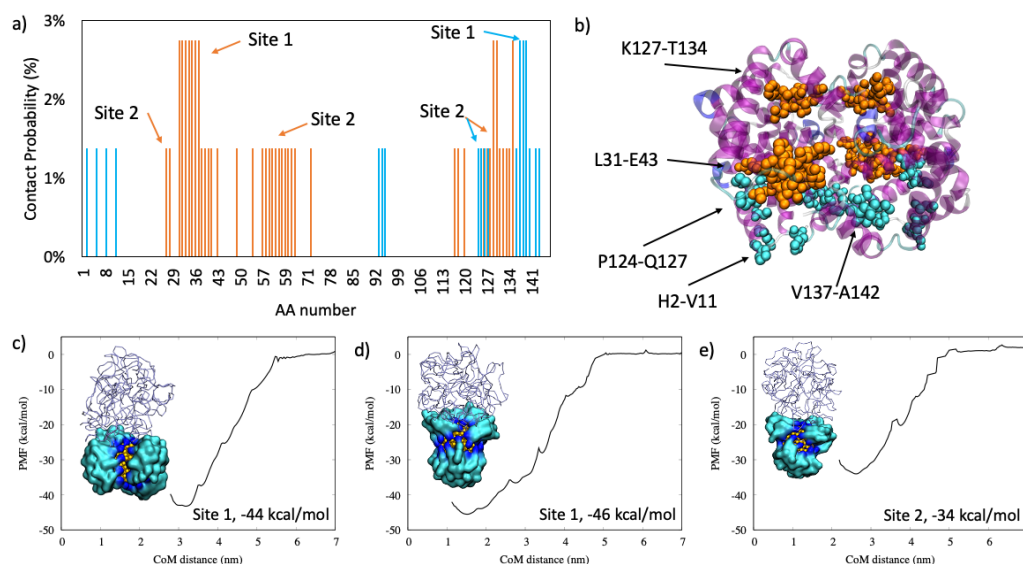 a)
3%
2%
1%
0%
Contact Probability (%)
Site 1
Site 2
Site 2
Site 1
Site 2
1 8 15 22 29 36 43 50 57 59 71 78 85 92 99 106 113 120 127 134 141
AA number
b)
K127-T134
L31-E43
P124-Q127
H2-V11
V137-A142
c)
0
-10
-20
-30
-40
-50
PMF (kcal/mol)
Site 1, -44 kcal/mol
0 1 2 3 4 5 6 7
CoM distance (nm)
d)
0
-10
-20
-30
-40
-50
PMF (kcal/mol)
Site 1, -46 kcal/mol
0 1 2 3 4 5 6 7
CoM distance (nm)
e)
0
-10
-20
-30
-40
-50
PMF (kcal/mol)
Site 2, -34 kcal/mol
0 1 2 3 4 5 6 7
CoM distance (nm)